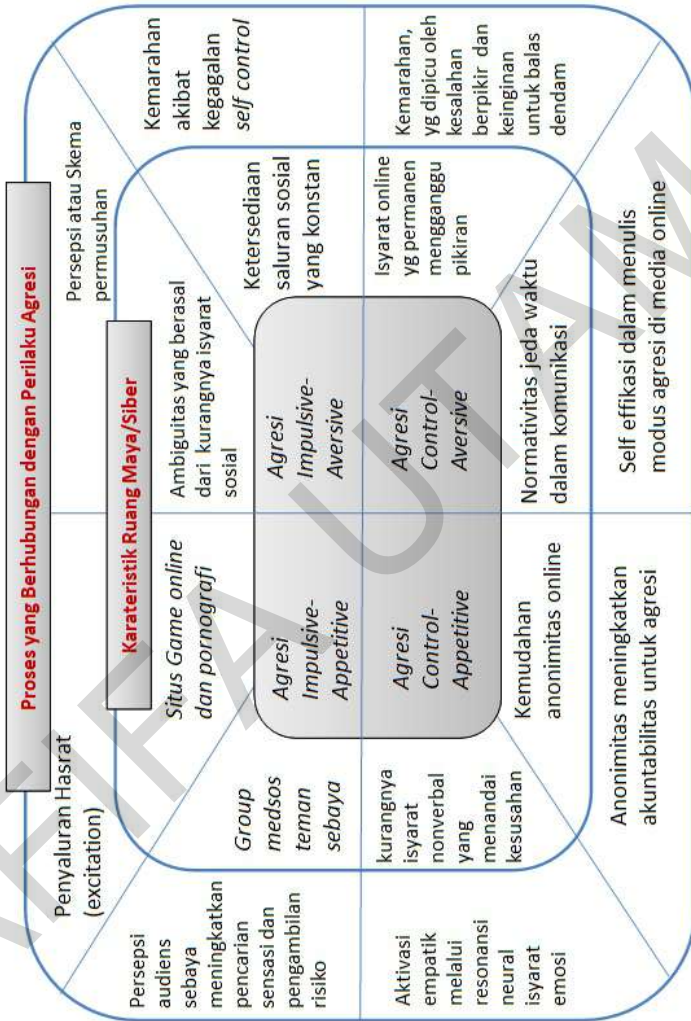 Proses yang Berhubungan dengan Perilaku Agresi
Penyaluran Hasrat
(excitation)
Persepsi atau Skema
permusuhan
Karateristik Ruang Maya/Siber
Persepsi
audiens
sebaya
meningkatkan
pencarian
sensasi dan
pengambilan
risiko
Group
medsos
teman
sebaya
Situs Game online
dan pornografi
Ambiguitas yang berasal
dari kurangnya isyarat
sosial
Ketersediaan
saluran sosial
yang konstan
Kemarahan
akibat
kegagalan
self control
Agresi
Impulsive-
Appetitive
Agresi
Impulsive-
Aversive
Agresi
Control-
Appetitive
Agresi
Control-
Aversive
Aktivasi
empatik
melalui
resonansi
neural
isyarat
emosi
kurangnya
isyarat
nonverbal
yang
menandai
kesusahan
Kemudahan
anonimitas online
Normativitas jeda waktu
dalam komunikasi
Isyarat online
yg permanen
mengganggu
pikiran
Kemarahan,
yg dipicu oleh
kesalahan
berpikir dan
keinginan
untuk balas
dendam
Anonimitas meningkatkan
akuntabilitas untuk agresi
Self effikasi dalam menulis
modus agresi di media online